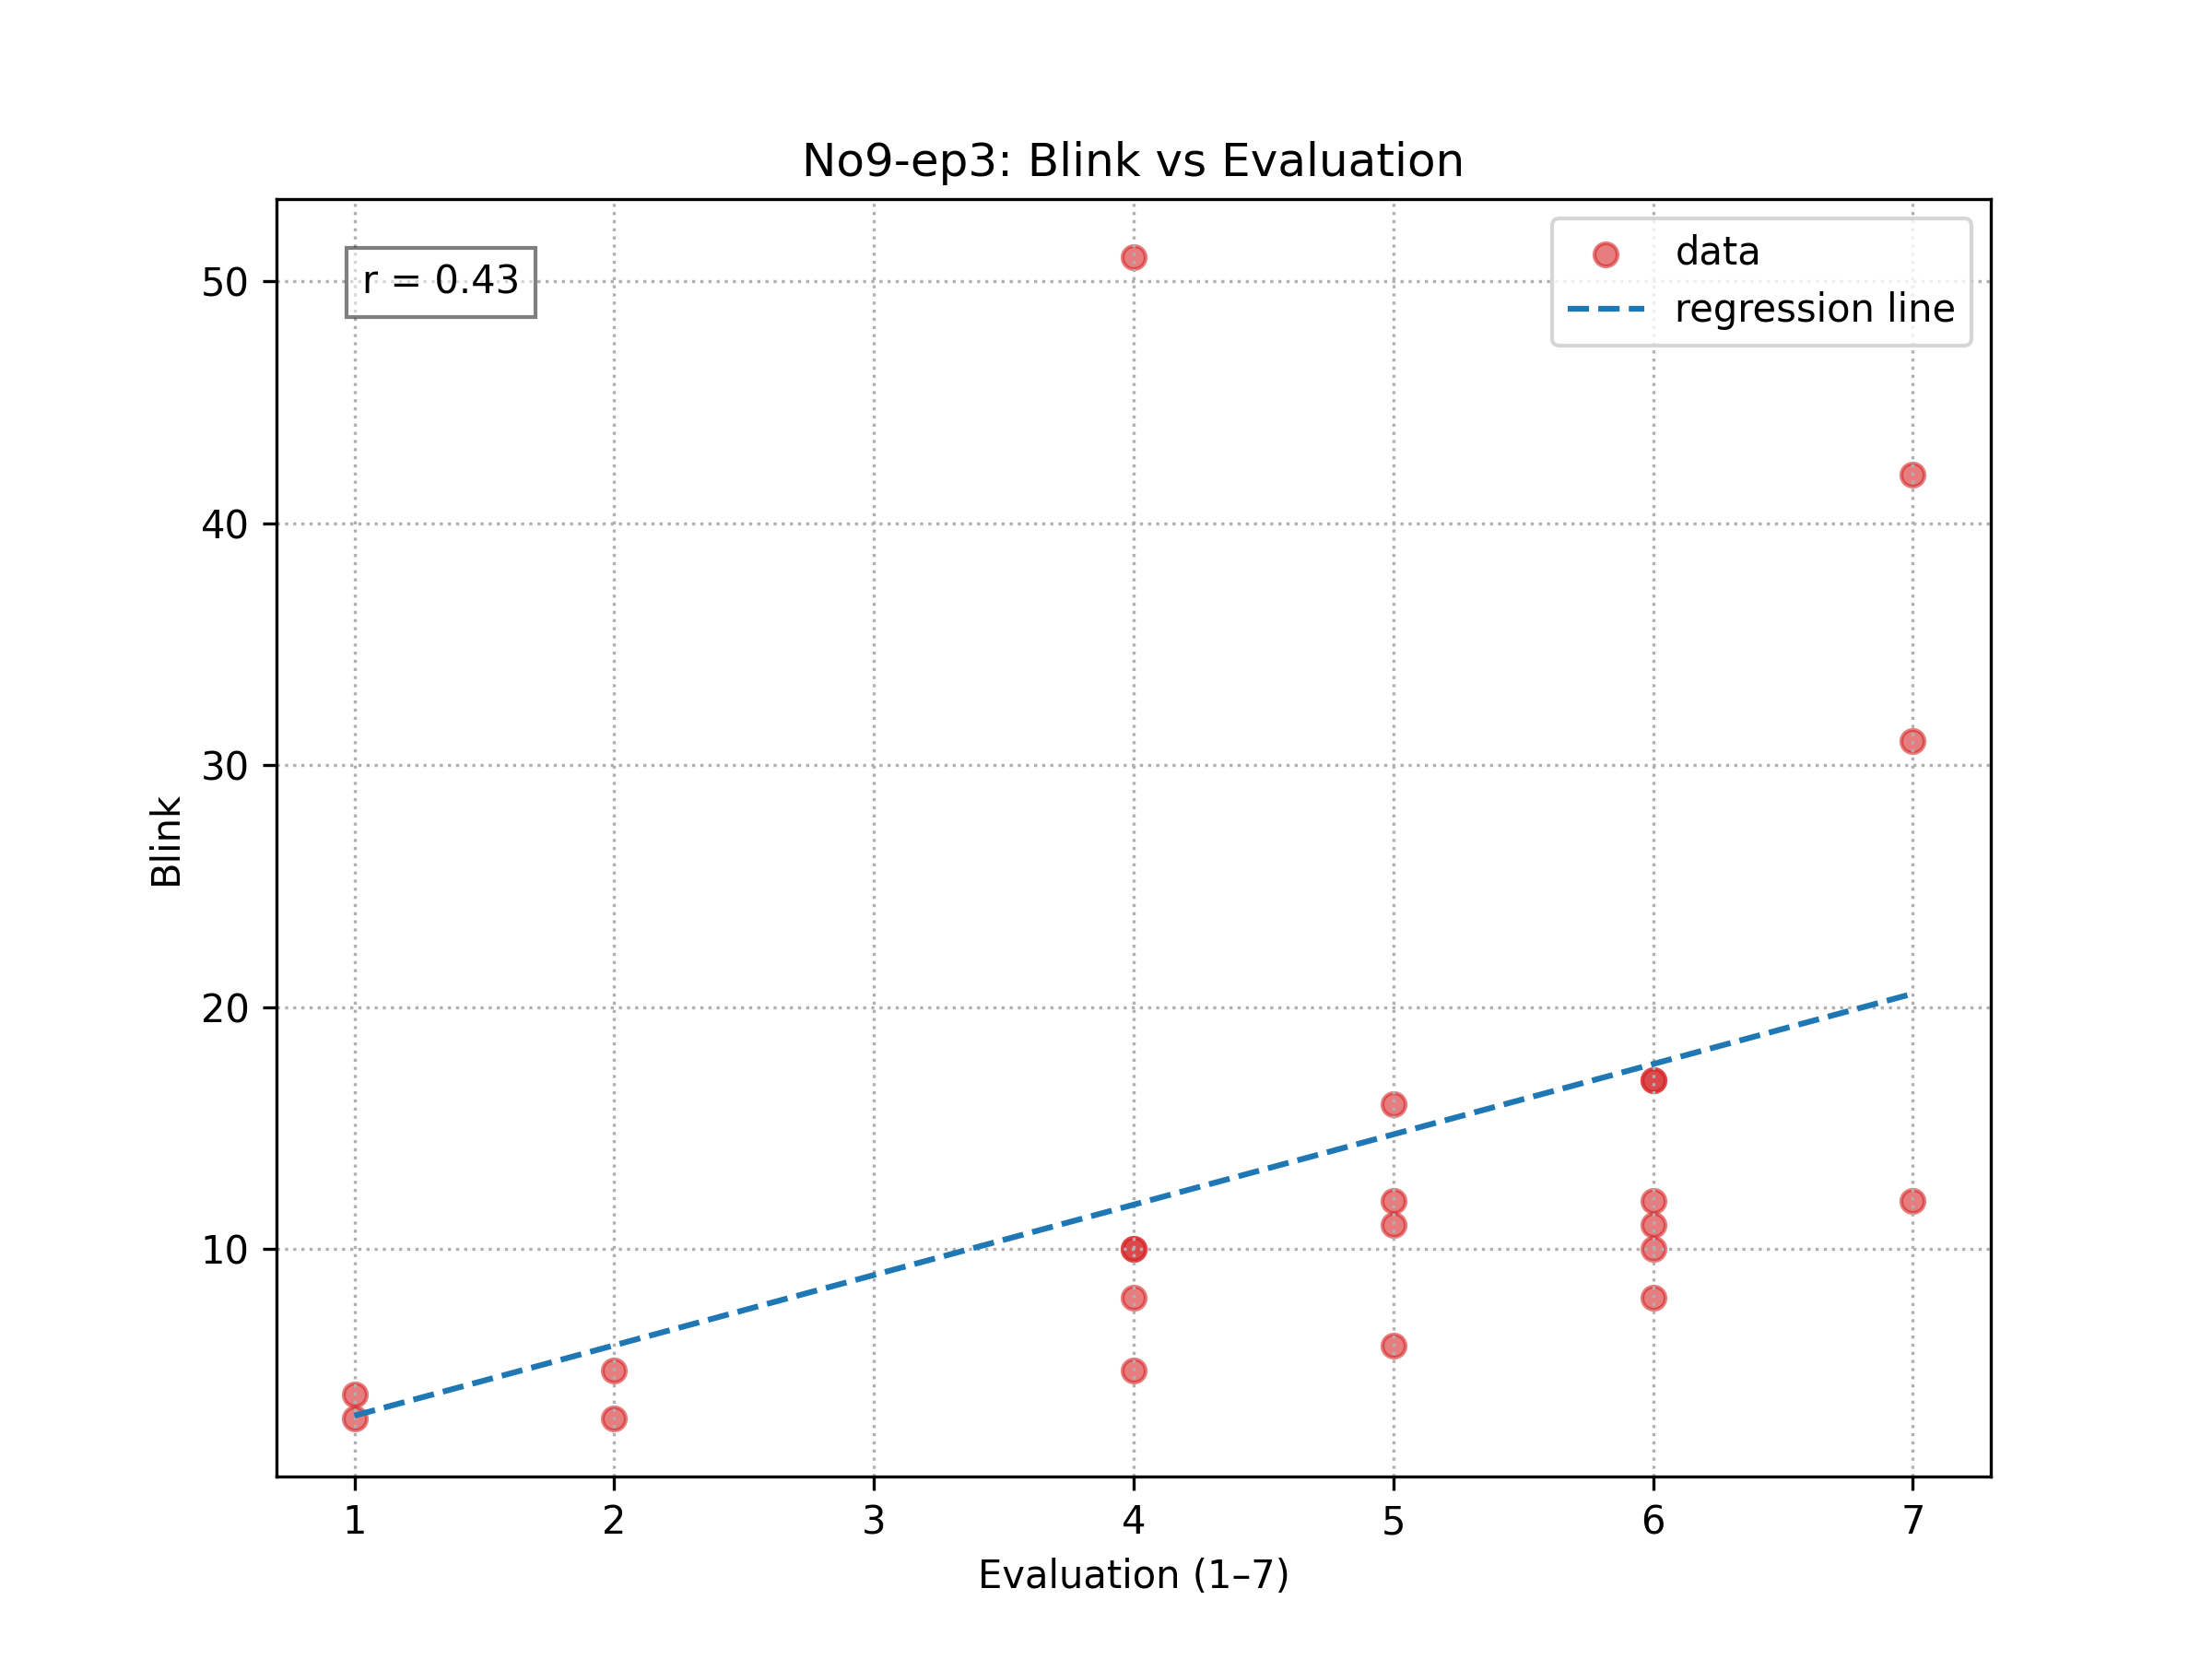 No9-ep3: Blink vs Evaluation
r = 0.43
data
regression line
50
40
30
20
10
Blink
1 2 3 4 5 6 7
Evaluation (1–7)